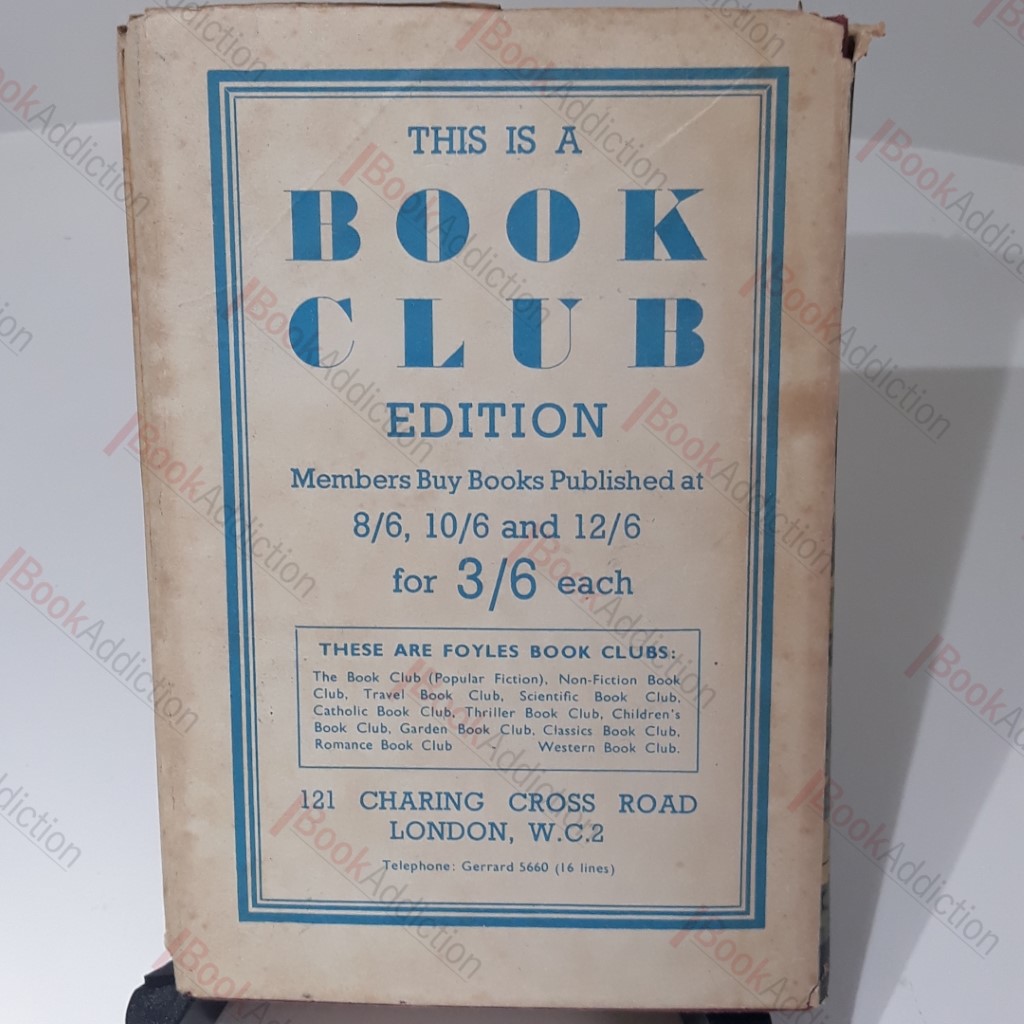 THIS IS A
BOOK
CLUB
EDITION
Members Buy Books Published at
8/6, 10/6 and 12/6
for 3/6 each
THESE ARE FOYLES BOOK CLUBS:
The Book Club (Popular Fiction), Non-Fiction Book
Club, Travel Book Club, Scientific Book Club,
Catholic Book Club, Thriller Book Club, Children's
Book Club, Garden Book Club, Classics Book Club,
Romance Book Club - Western Book Club.
121 CHARING CROSS ROAD
LONDON, W.C.2
Telephone: Gerrard 5660 (16 lines)
BookAddiction